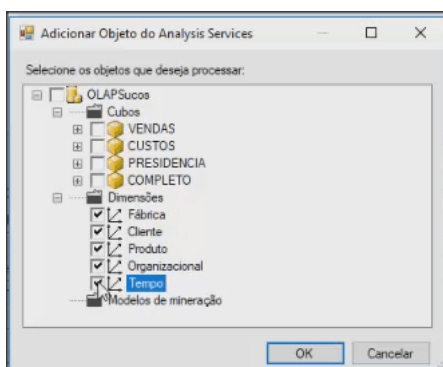 Adicionar Objeto do Analysis Services
Selecione os objetos que deseja processar:
OLAPSucos
Cubos
VENDAS
CUSTOS
PRESIDENCIA
COMPLETO
Dimensões
Fábrica
Cliente
Produto
Organizacional
Tempo
Modelos de mineração
OK Cancelar